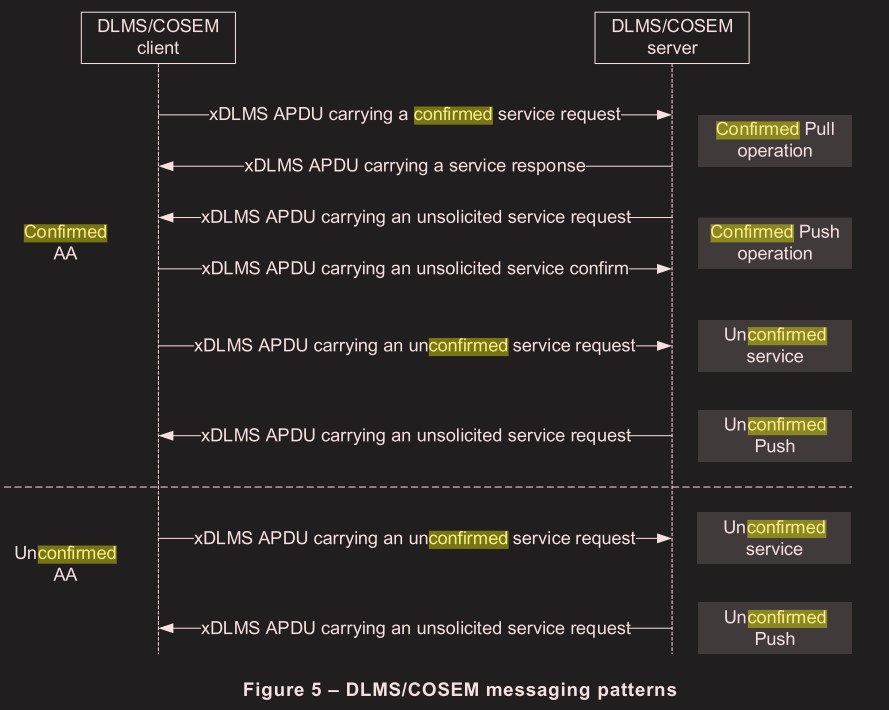 DLMS/COSEM
client
DLMS/COSEM
server
xDLMS APDU carrying a confirmed service request
Confirmed Pull
operation
xDLMS APDU carrying a service response
Confirmed
AA
xDLMS APDU carrying an unsolicited service request
Confirmed Push
operation
xDLMS APDU carrying an unsolicited service confirm
xDLMS APDU carrying an unconfirmed service request
Unconfirmed
service
xDLMS APDU carrying an unsolicited service request
Unconfirmed
Push
Unconfirmed
AA
xDLMS APDU carrying an unconfirmed service request
Unconfirmed
service
xDLMS APDU carrying an unsolicited service request
Unconfirmed
Push
Figure 5 – DLMS/COSEM messaging patterns